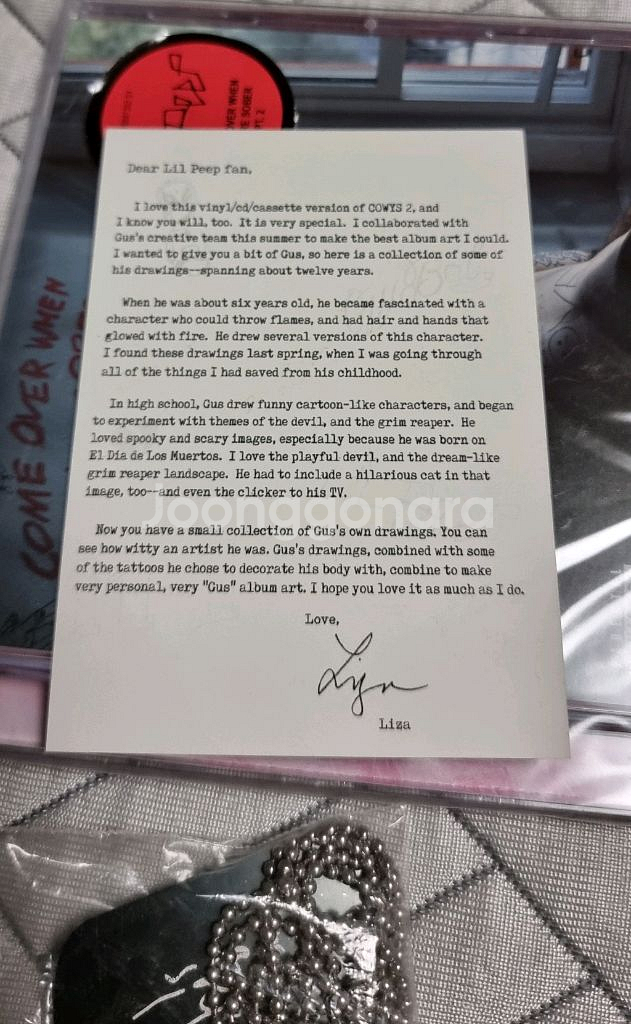 OVER WHEN
E SOBER
PT. 2
COME OVER WHEN
Dear Lil Peep fan,
I love this vinyl/cd/cassette version of COWYS 2, and
I know you will, too. It is very special. I collaborated with
Gus's creative team this summer to make the best album art I could.
I wanted to give you a bit of Gus, so here is a collection of some of
his drawings--spanning about twelve years.
When he was about six years old, he became fascinated with a
character who could throw flames, and had hair and hands that
glowed with fire. He drew several versions of this character.
I found these drawings last spring, when I was going through
all of the things I had saved from his childhood.
In high school, Gus drew funny cartoon-like characters, and began
to experiment with themes of the devil, and the grim reaper. He
loved spooky and scary images, especially because he was born on
El Dia de Los Muertos. I love the playful devil, and the dream-like
grim reaper landscape. He had to include a hilarious cat in that
image, too--and even the clicker to his TV.
Joonggonara
Now you have a small collection of Gus's own drawings. You can
see how witty an artist he was. Gus's drawings, combined with some
of the tattoos he chose to decorate his body with, combine to make
very personal, very "Gus" album art. I hope you love it as much as I do.
Love,
Liza
Liza